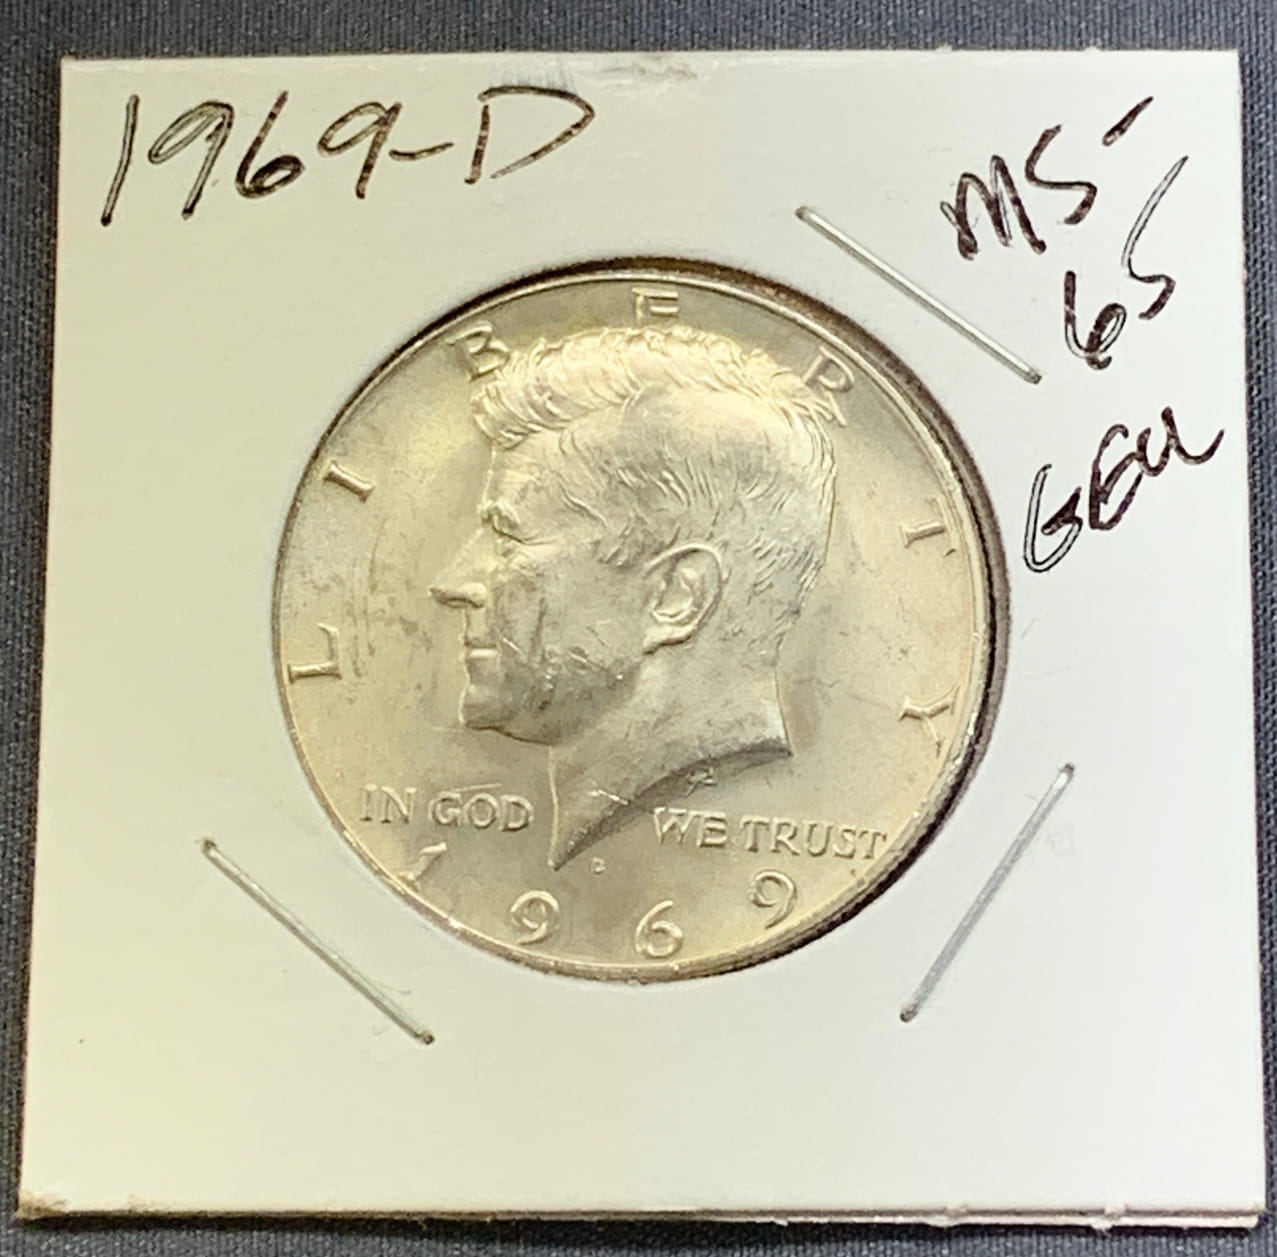 1969-D
MS-
65
GEM
LIBERTY
IN GOD WE TRUST
D
1969